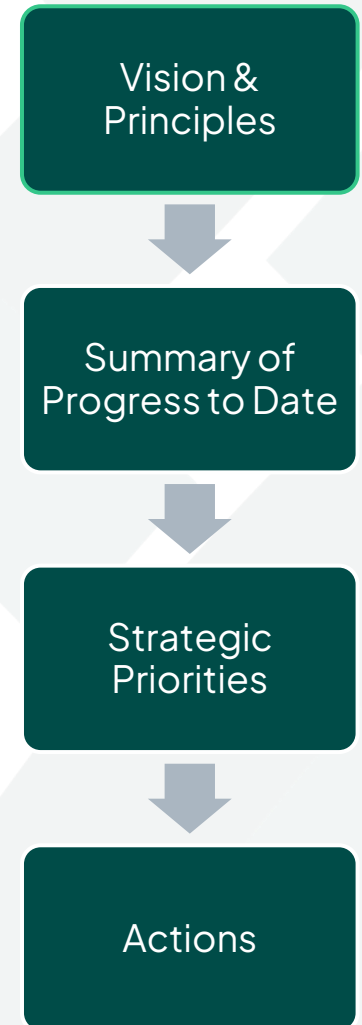 Vision &
Principles
Summary of
Progress to Date
Strategic
Priorities
Actions